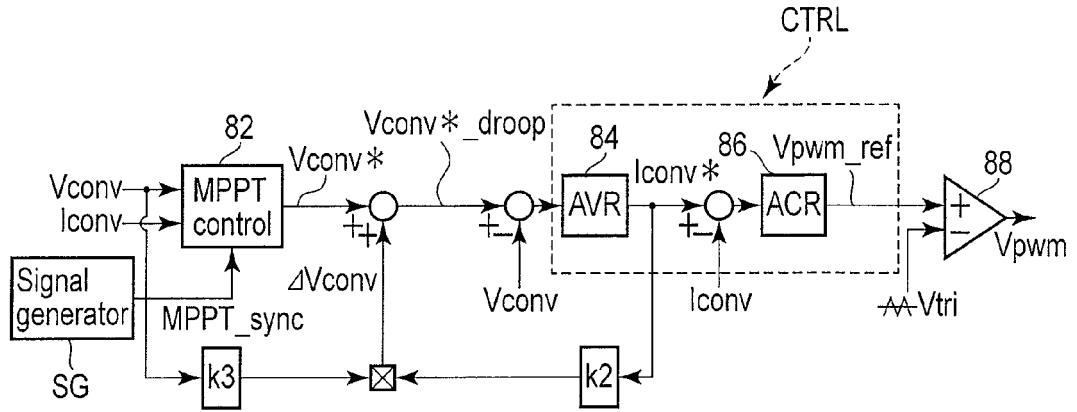 CTRL
82
Vconv*
Vconv*_droop
84
Iconv*
86
Vpwm_ref
88
Vconv
Iconv
MPPT
control
+
+
+
−
AVR
+
−
ACR
+
−
Vpwm
Signal
generator
MPPT_sync
⊿Vconv
Vconv
Iconv
Vtri
SG
k3
k2